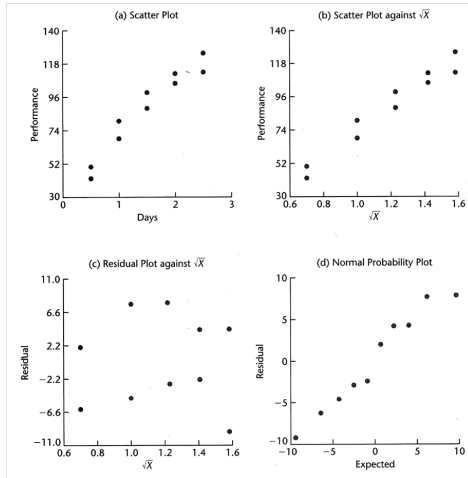 (a) Scatter Plot
140
118
96
74
52
30
Performance
0 1 2 3
Days
(b) Scatter Plot against √X
140
118
96
74
52
30
Performance
0.6 0.8 1.0 1.2 1.4 1.6
√X
(c) Residual Plot against √X
11.0
6.6
2.2
−2.2
−6.6
−11.0
Residual
0.6 0.8 1.0 1.2 1.4 1.6
√X
(d) Normal Probability Plot
10
5
0
−5
−10
Residual
−10 −5 0 5 10
Expected